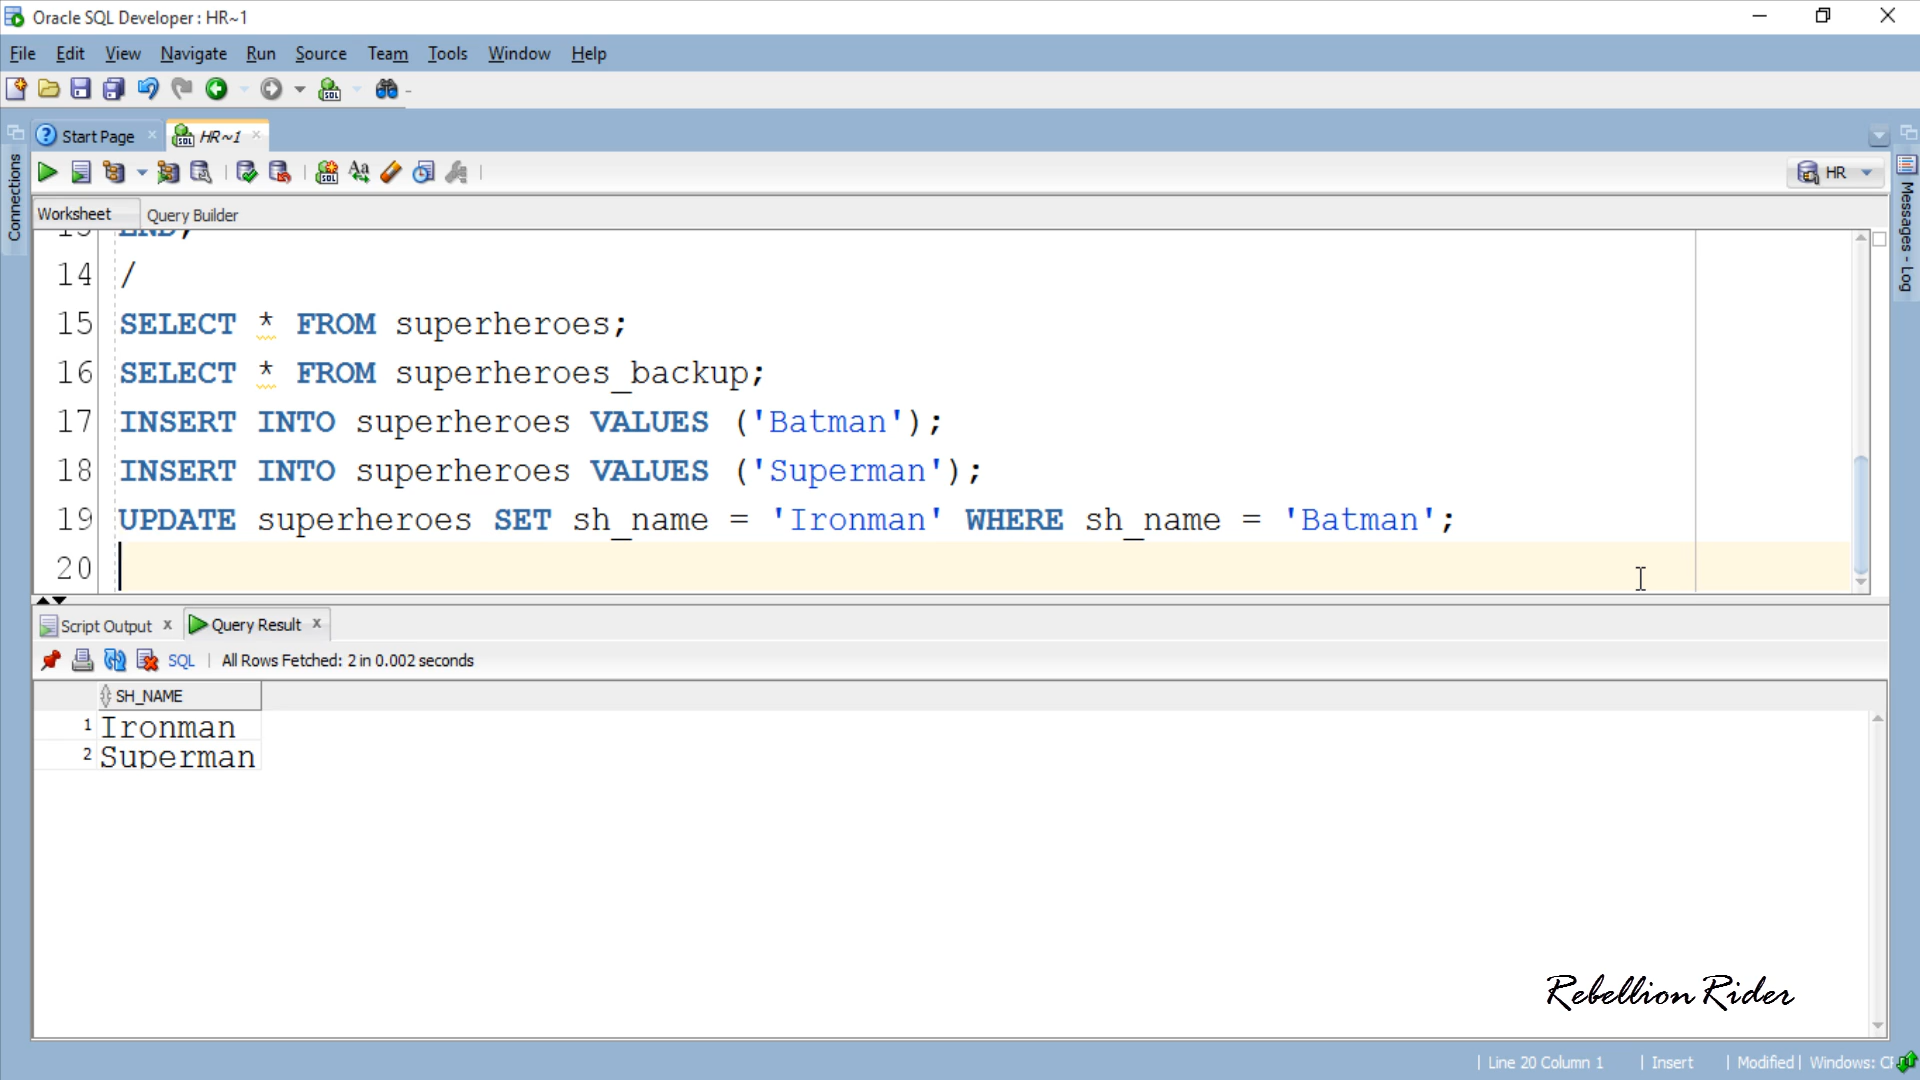 Oracle SQL Developer : HR~1
File Edit View Navigate Run Source Team Tools Window Help
Start Page HR~1
HR
Connections
Messages - Log
Worksheet Query Builder
13 END;
14 /
15 SELECT * FROM superheroes;
16 SELECT * FROM superheroes_backup;
17 INSERT INTO superheroes VALUES ('Batman');
18 INSERT INTO superheroes VALUES ('Superman');
19 UPDATE superheroes SET sh_name = 'Ironman' WHERE sh_name = 'Batman';
20
Script Output x Query Result x
SQL | All Rows Fetched: 2 in 0.002 seconds
SH_NAME
1 Ironman
2 Superman
Rebellion Rider
| Line 20 Column 1 | Insert | Modified | Windows: